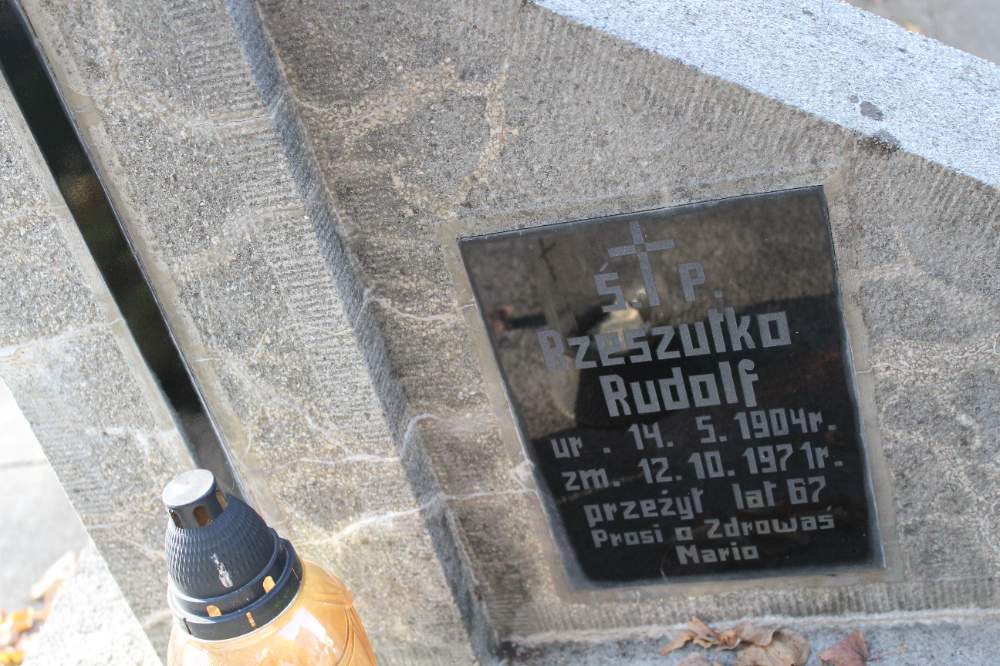 Ś. P.
Rzeszutko
Rudolf
ur. 14. 5. 1904r.
zm. 12. 10. 1971r.
przeżył lat 67
Prosi o Zdrowaś
Mario